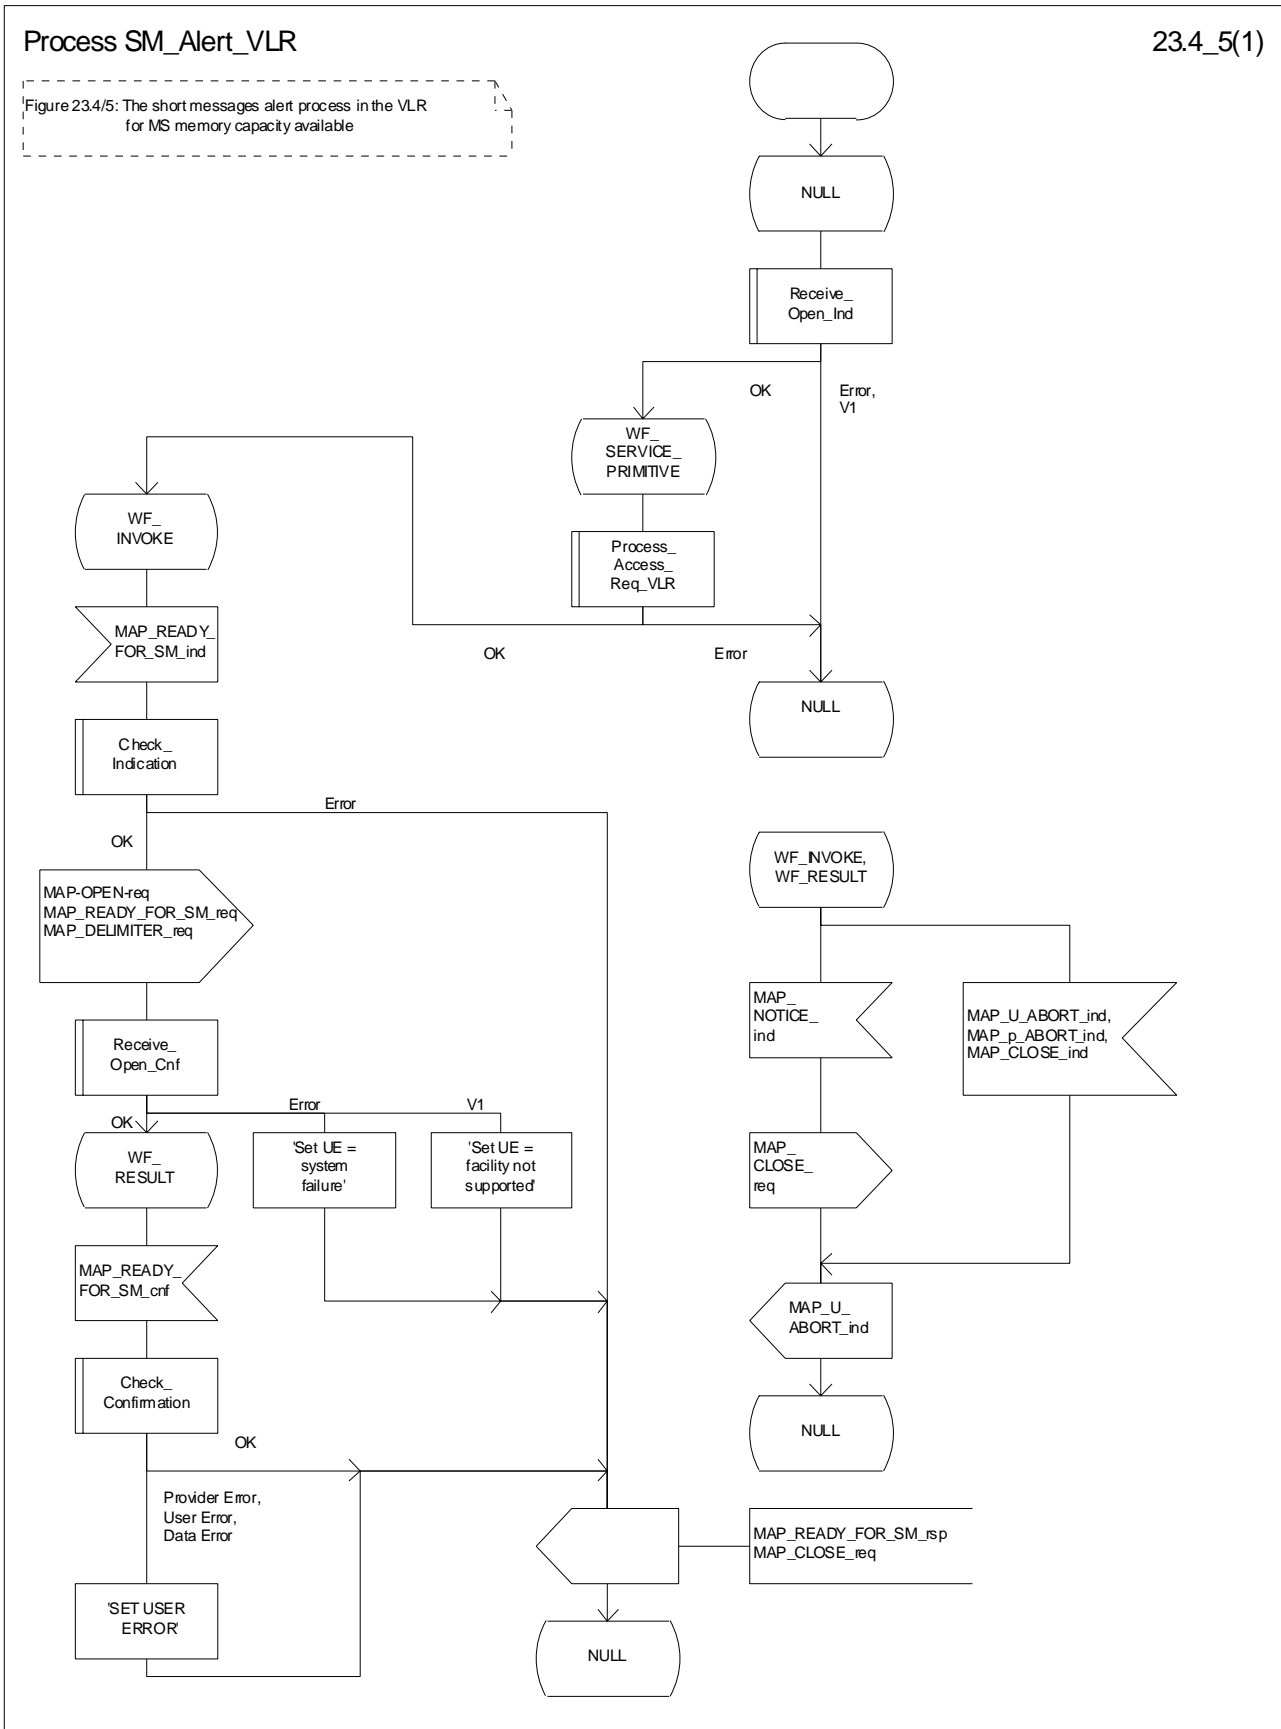 Process SM_Alert_VLR
23.4_5(1)
Figure 23.4/5: The short messages alert process in the VLR
for MS memory capacity available
NULL
Receive_
Open_Ind
OK
Error,
V1
WF_
SERVICE_
PRIMITIVE
Process_
Access_
Req_VLR
OK
Error
NULL
WF_
INVOKE
MAP_READY_
FOR_SM_ind
Check_
Indication
Error
OK
MAP-OPEN-req
MAP_READY_FOR_SM_req
MAP_DELIMITER_req
Receive_
Open_Cnf
Error
V1
OK
WF_
RESULT
'Set UE =
system
failure'
'Set UE =
facility not
supported'
MAP_READY_
FOR_SM_cnf
Check_
Confirmation
OK
Provider Error,
User Error,
Data Error
'SET USER
ERROR'
WF_INVOKE,
WF_RESULT
MAP_
NOTICE_
ind
MAP_U_ABORT_ind,
MAP_p_ABORT_ind,
MAP_CLOSE_ind
MAP_
CLOSE_
req
MAP_U_
ABORT_ind
NULL
MAP_READY_FOR_SM_rsp
MAP_CLOSE_req
NULL